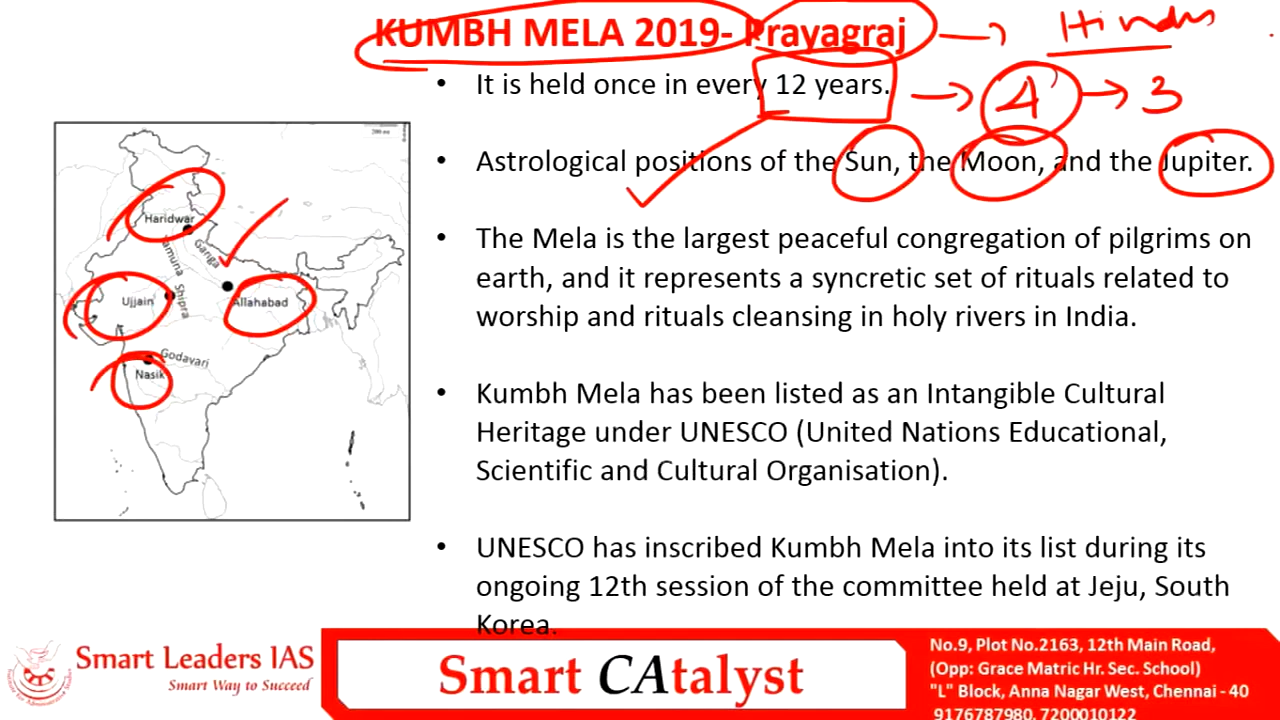 KUMBH MELA 2019- Prayagraj
Hindu
• It is held once in every 12 years.
4 3
• Astrological positions of the Sun, the Moon, and the Jupiter.
• The Mela is the largest peaceful congregation of pilgrims on
earth, and it represents a syncretic set of rituals related to
worship and rituals cleansing in holy rivers in India.
• Kumbh Mela has been listed as an Intangible Cultural
Heritage under UNESCO (United Nations Educational,
Scientific and Cultural Organisation).
• UNESCO has inscribed Kumbh Mela into its list during its
ongoing 12th session of the committee held at Jeju, South
Korea.
Haridwar
Ganga
Yamuna
Ujjain
Shipra
Allahabad
Godavari
Nasik
Smart Leaders IAS
Smart Way to Succeed
Smart CAtalyst
No.9, Plot No.2163, 12th Main Road,
(Opp: Grace Matric Hr. Sec. School)
"L" Block, Anna Nagar West, Chennai - 40
9176787980, 7200010122